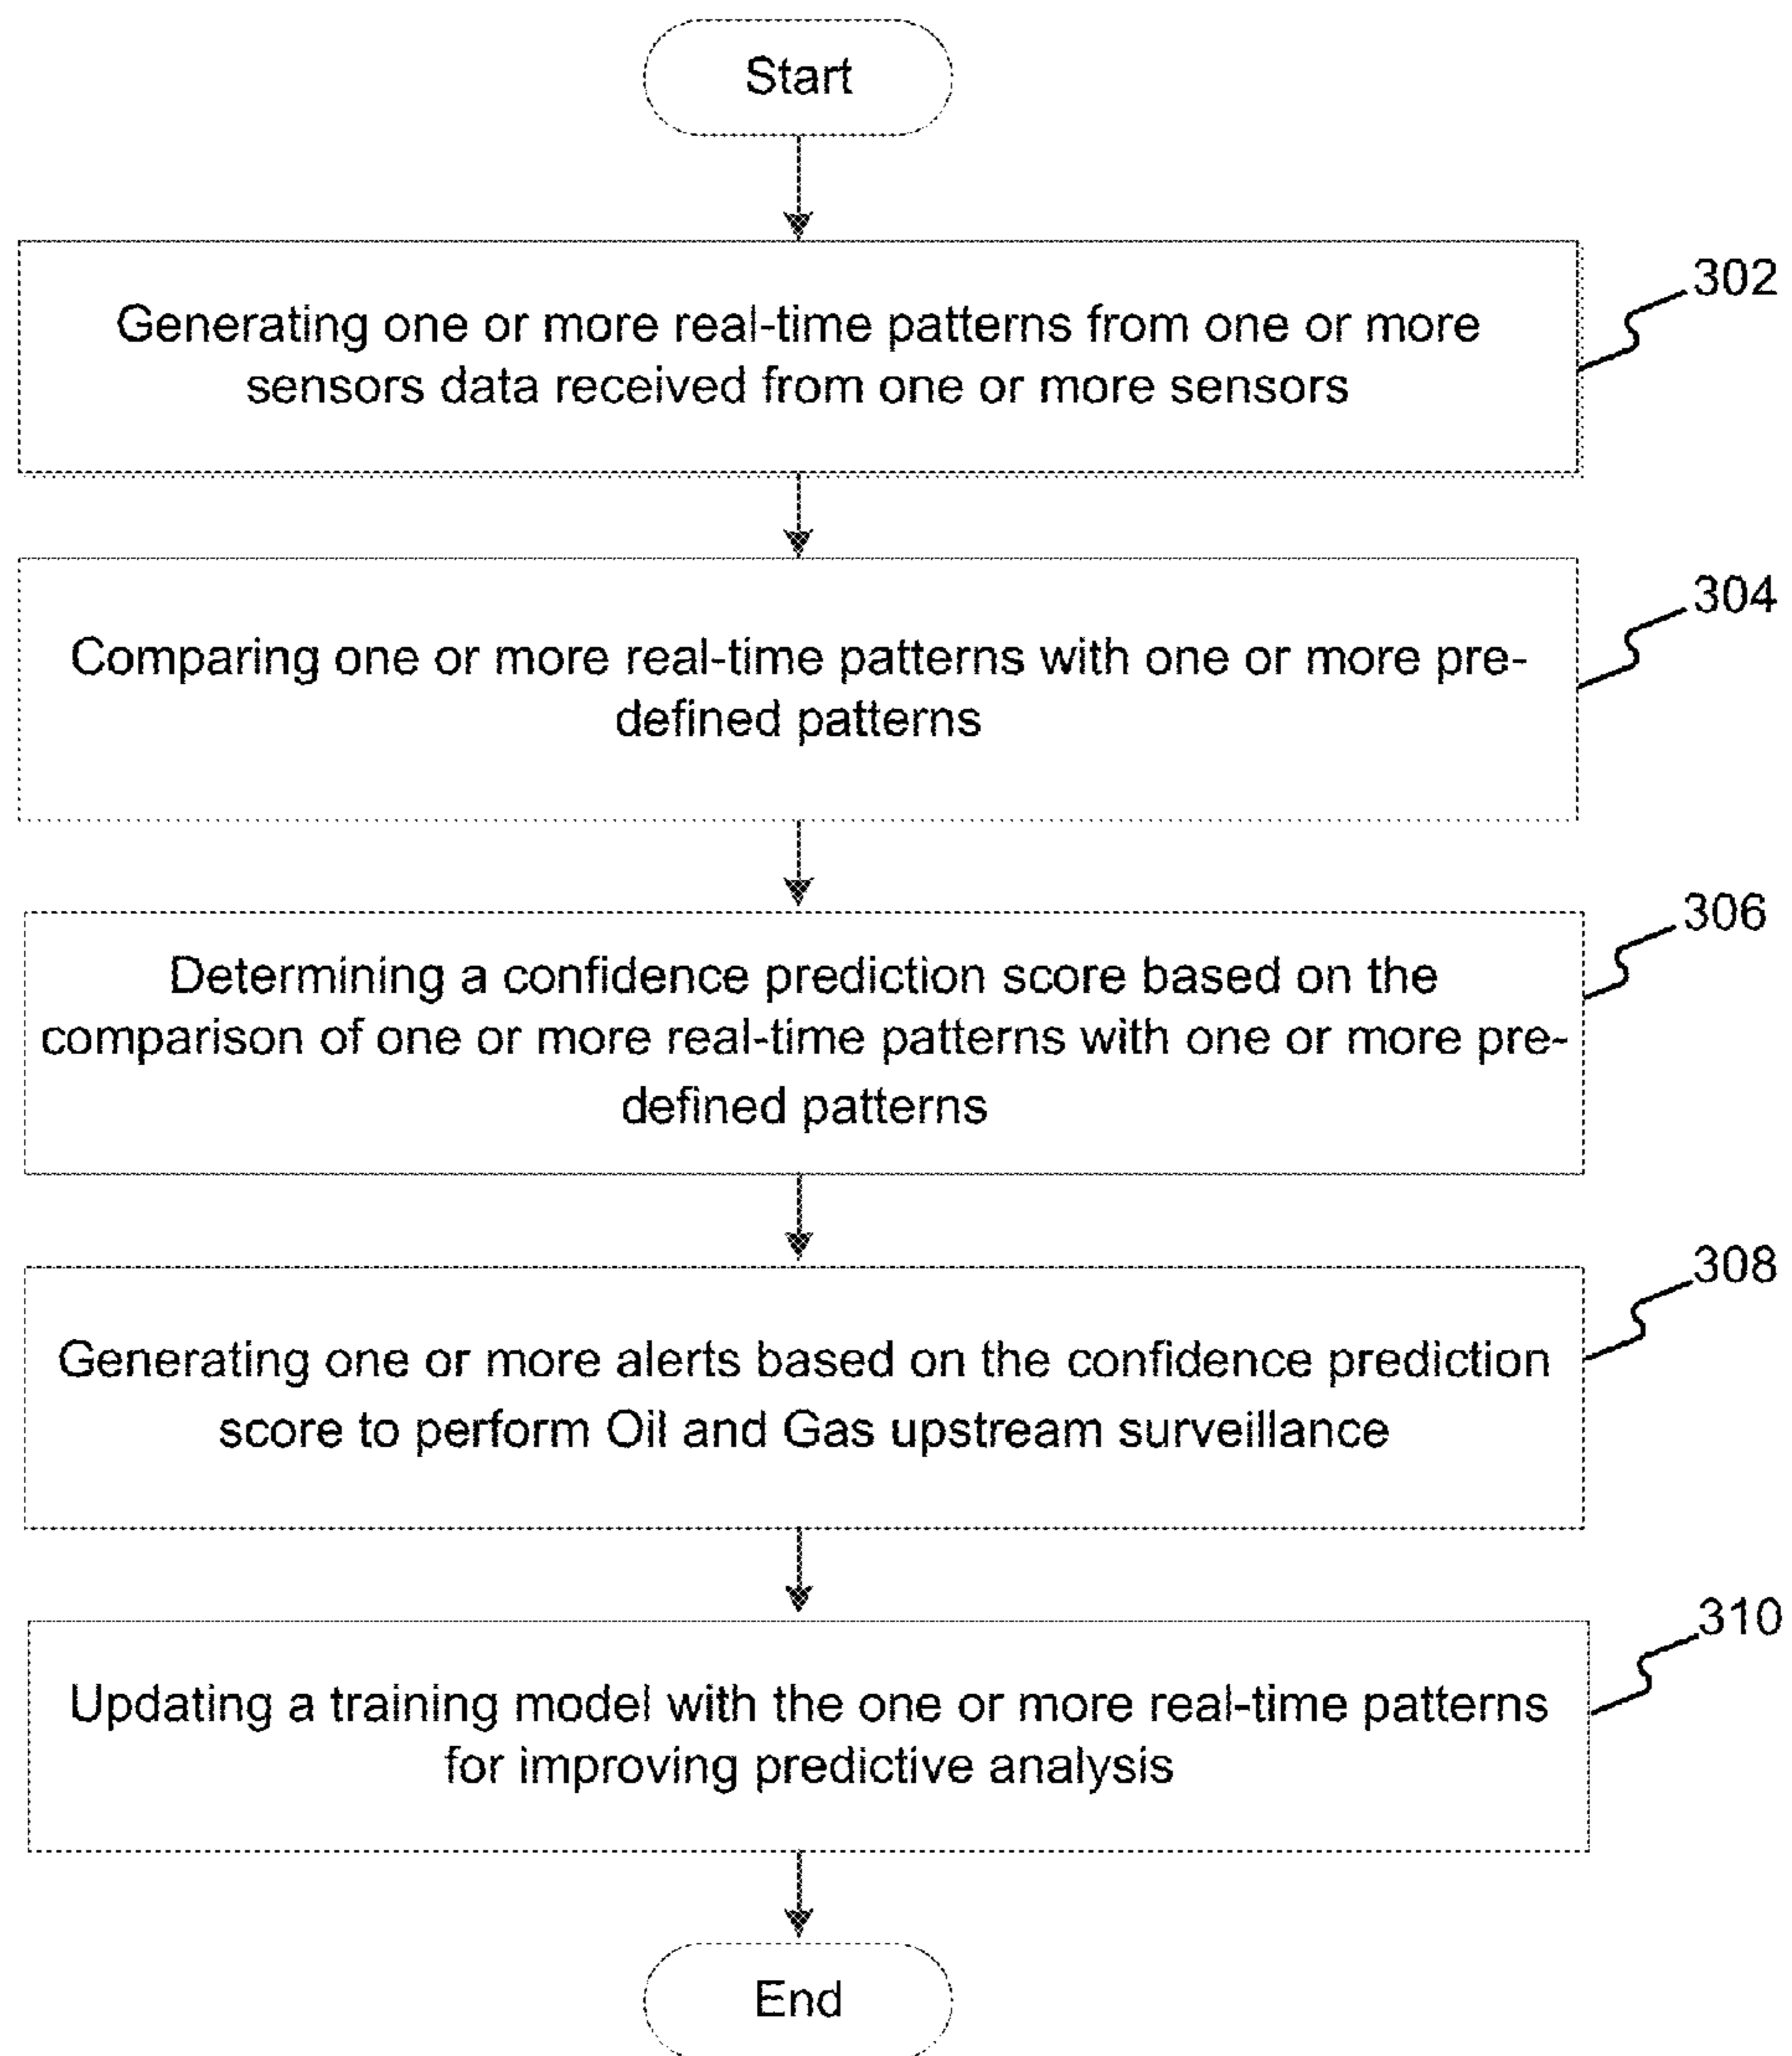 Start
302
Generating one or more real-time patterns from one or more
sensors data received from one or more sensors
304
Comparing one or more real-time patterns with one or more pre-
defined patterns
306
Determining a confidence prediction score based on the
comparison of one or more real-time patterns with one or more pre-
defined patterns
308
Generating one or more alerts based on the confidence prediction
score to perform Oil and Gas upstream surveillance
310
Updating a training model with the one or more real-time patterns
for improving predictive analysis
End